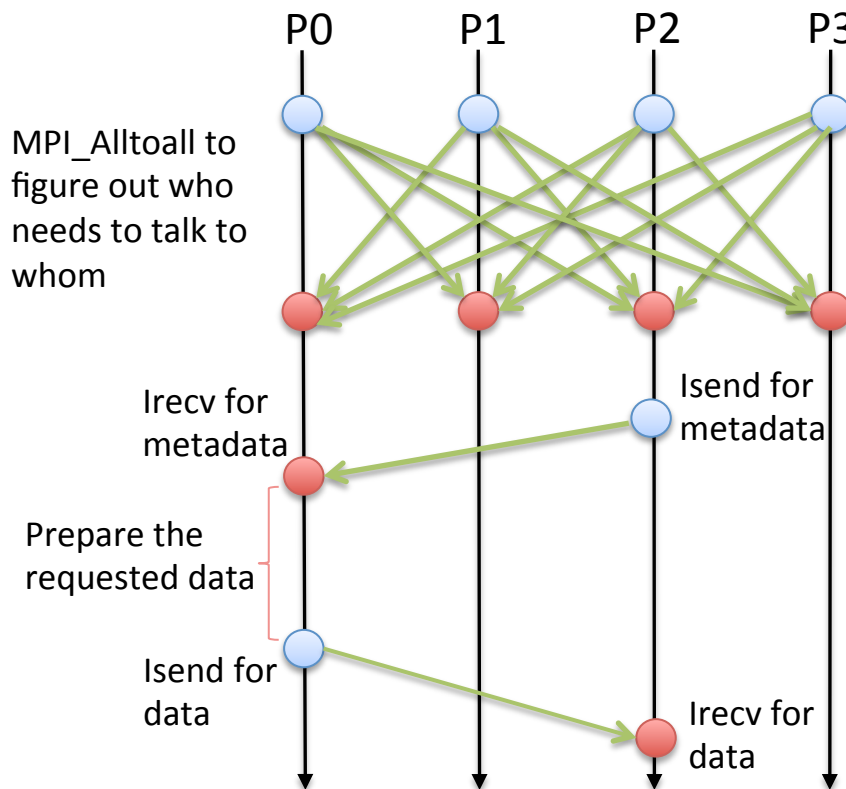 P0 P1 P2 P3
MPI_Alltoall to
figure out who
needs to talk to
whom
Isend for
metadata
Irecv for
metadata
Prepare the
requested data
Isend for
data
Irecv for
data